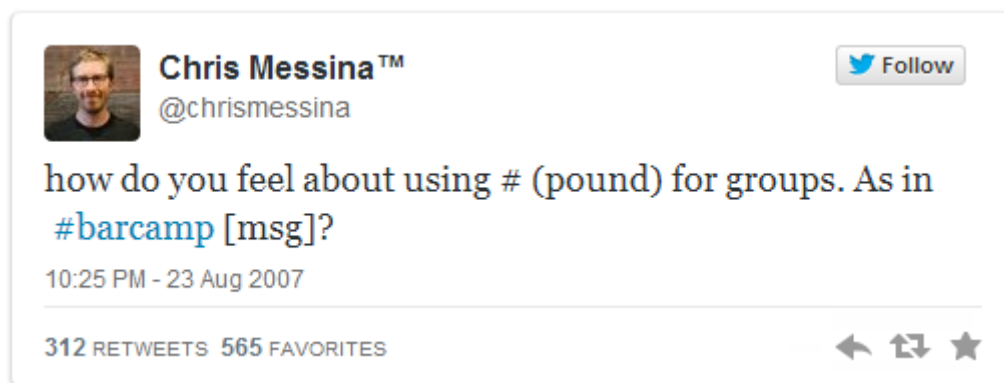 Chris Messina™
Follow
@chrismessina
how do you feel about using # (pound) for groups. As in
#barcamp [msg]?
10:25 PM - 23 Aug 2007
312 RETWEETS 565 FAVORITES